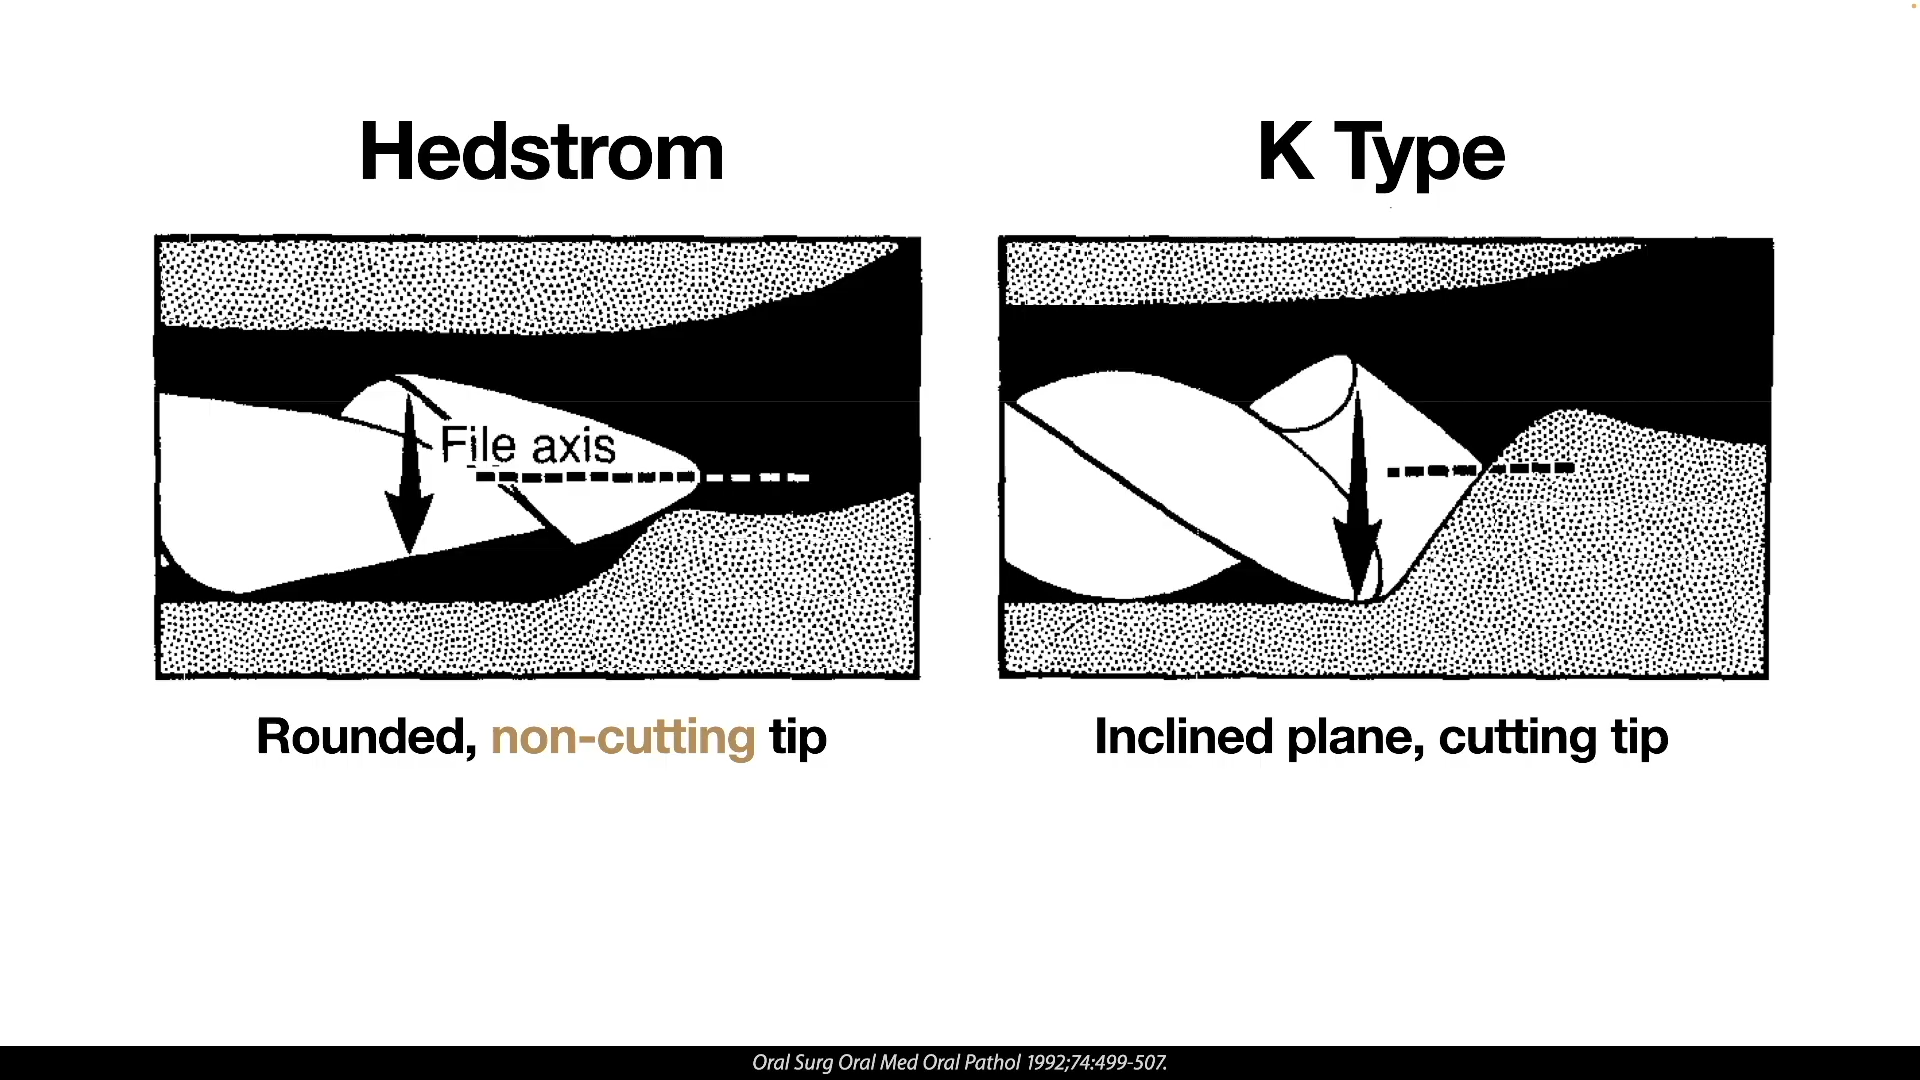 Hedstrom
K Type
File axis
Rounded, non-cutting tip
Inclined plane, cutting tip
Oral Surg Oral Med Oral Pathol 1992;74:499-507.